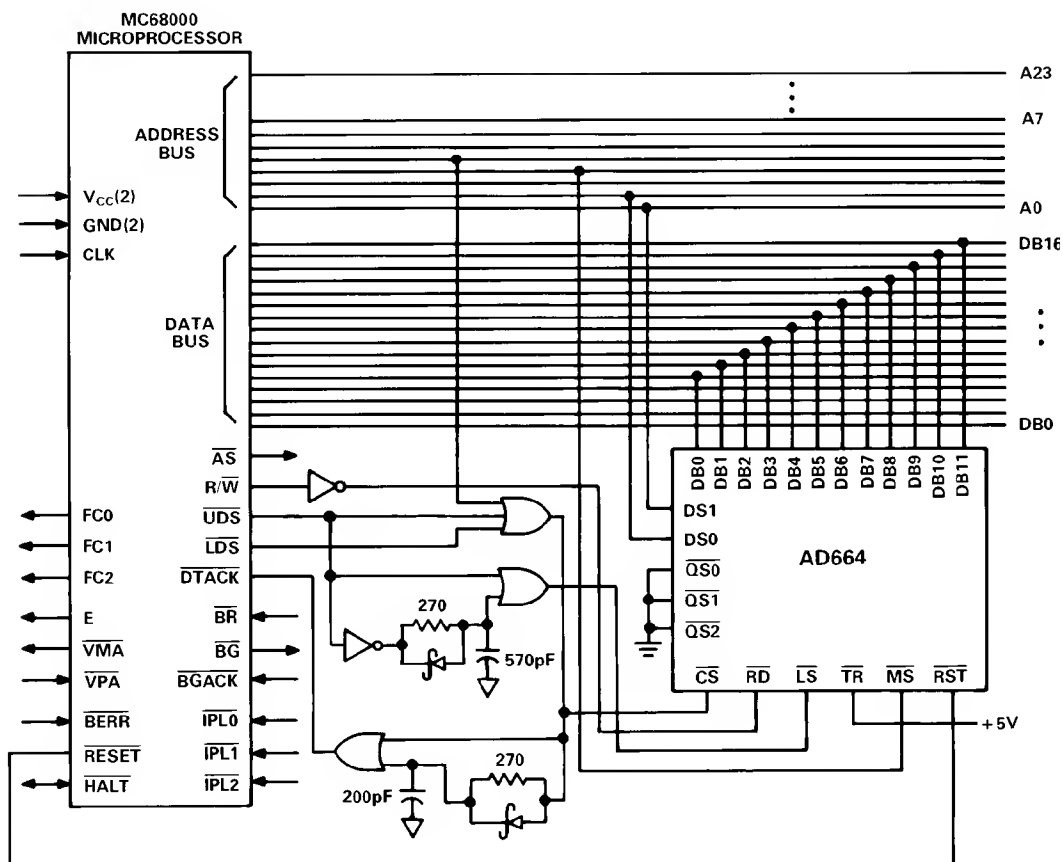 MC68000
MICROPROCESSOR
ADDRESS
BUS
A23
A7
A0
VCC(2)
GND(2)
CLK
DATA
BUS
DB16
DB0
AS
R/W
UDS
LDS
DTACK
BR
BG
BGACK
IPL0
IPL1
IPL2
FC0
FC1
FC2
E
VMA
VPA
BERR
RESET
HALT
270
570pF
270
200pF
DB0
DB1
DB2
DB3
DB4
DB5
DB6
DB7
DB8
DB9
DB10
DB11
DS1
DS0
QS0
QS1
QS2
AD664
CS
RD
LS
TR
MS
RST
+5V